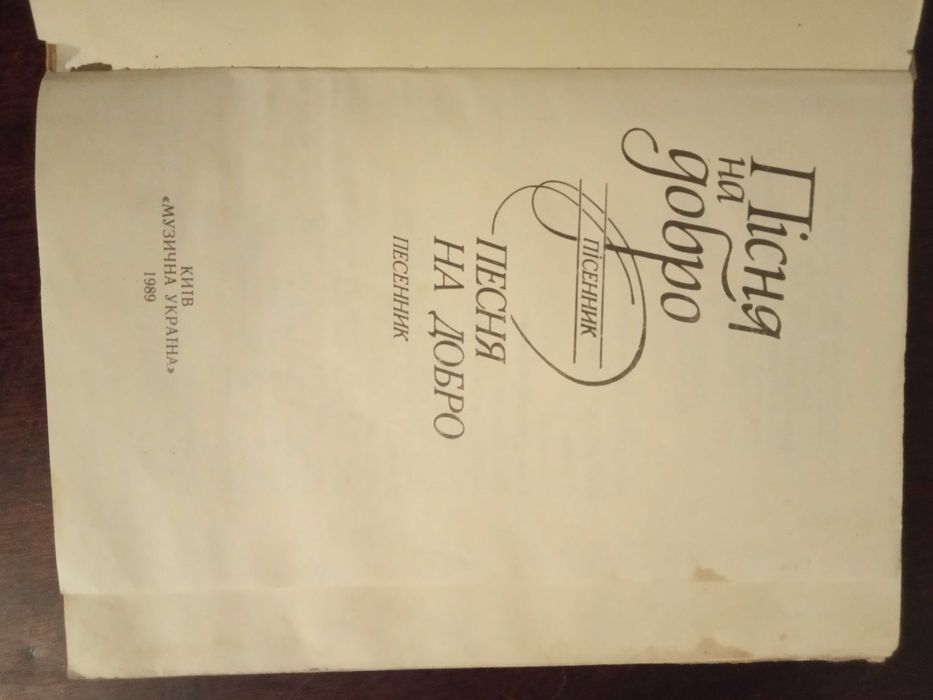 Пісня
на
добро
ПІСЕННИК
ПЕСНЯ
НА ДОБРО
ПЕСЕННИК
КИЇВ
«МУЗИЧНА УКРАЇНА»
1989